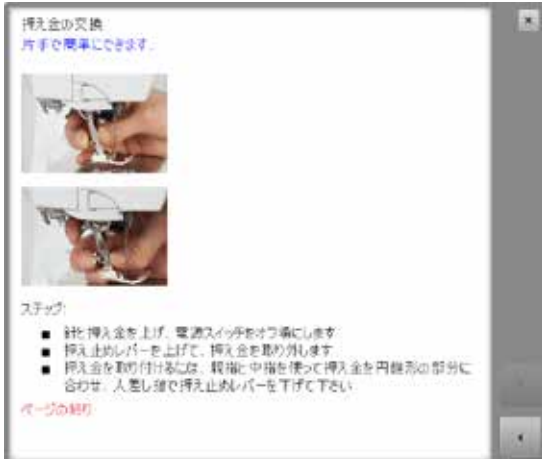 押え金の交換
片手で簡単にできます.
ステップ:
■ 針と押え金を上げ、電源スイッチをオフ側にします
■ 押え止めレバーを上げて、押え金を取り外します
■ 押え金を取り付けるには、親指と中指を使って押え金を円錐形の部分に
合わせ、人差し指で押え止めレバーを下げて下さい
ページの終り